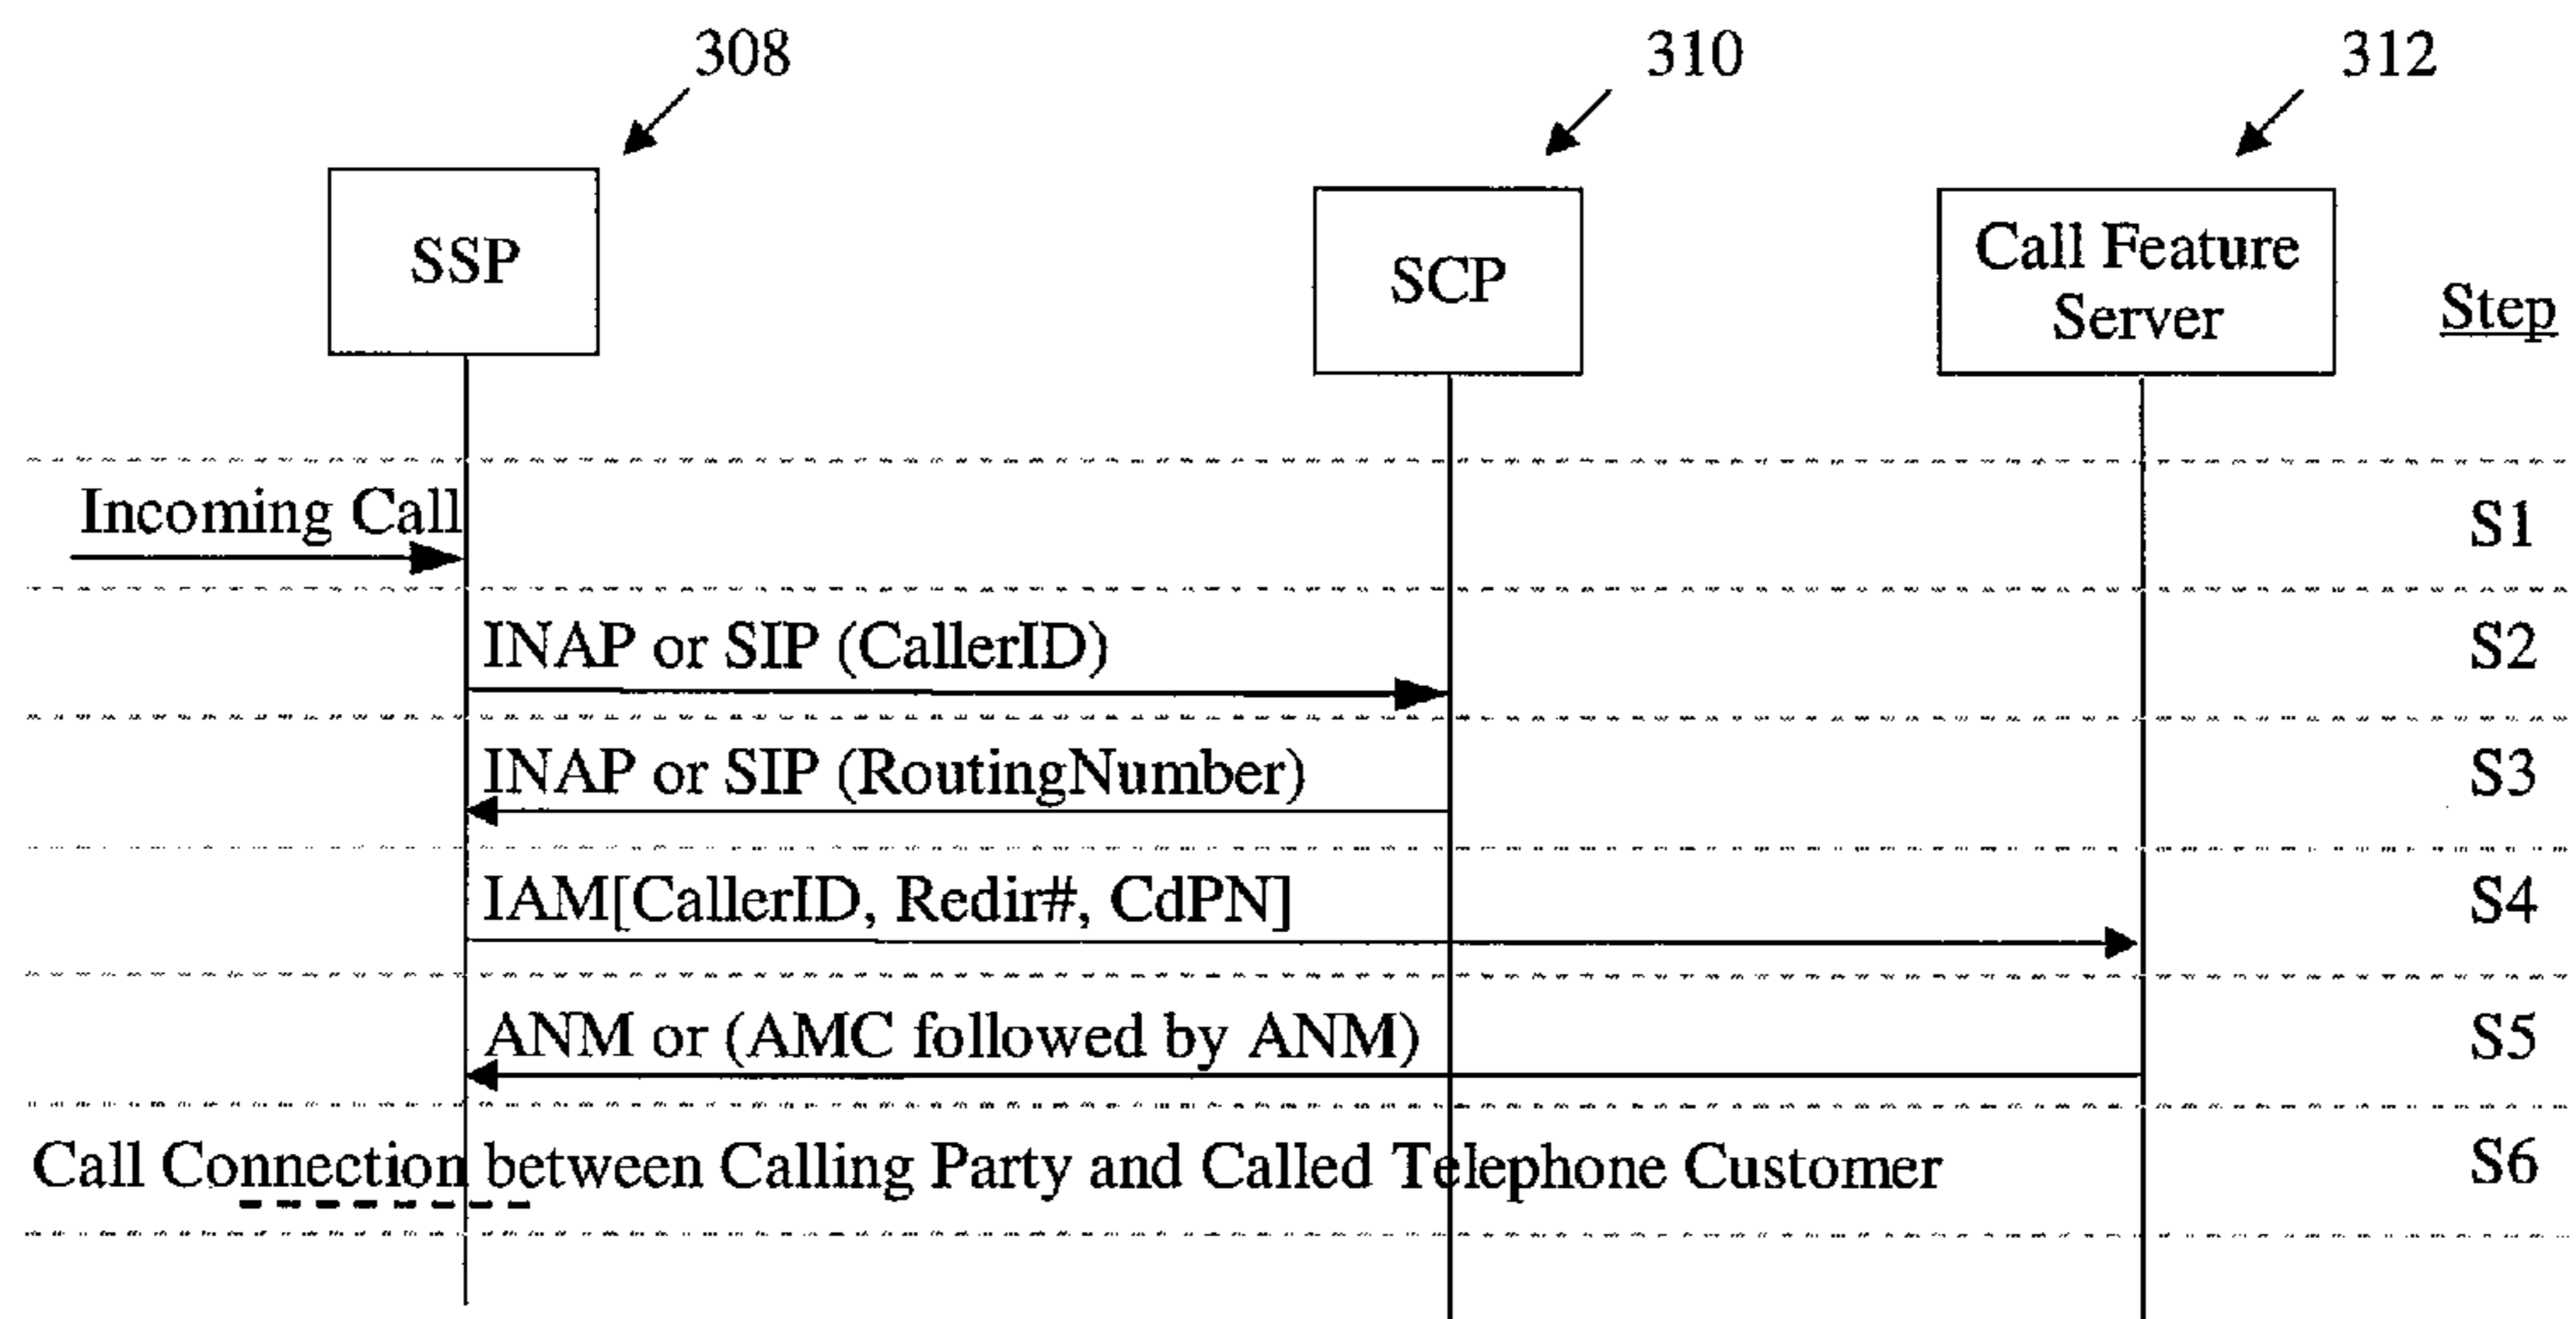 308
310
312
SSP
SCP
Call Feature
Server
Step
Incoming Call
S1
INAP or SIP (CallerID)
S2
INAP or SIP (RoutingNumber)
S3
IAM[CallerID, Redir#, CdPN]
S4
ANM or (AMC followed by ANM)
S5
Call Connection between Calling Party and Called Telephone Customer
S6